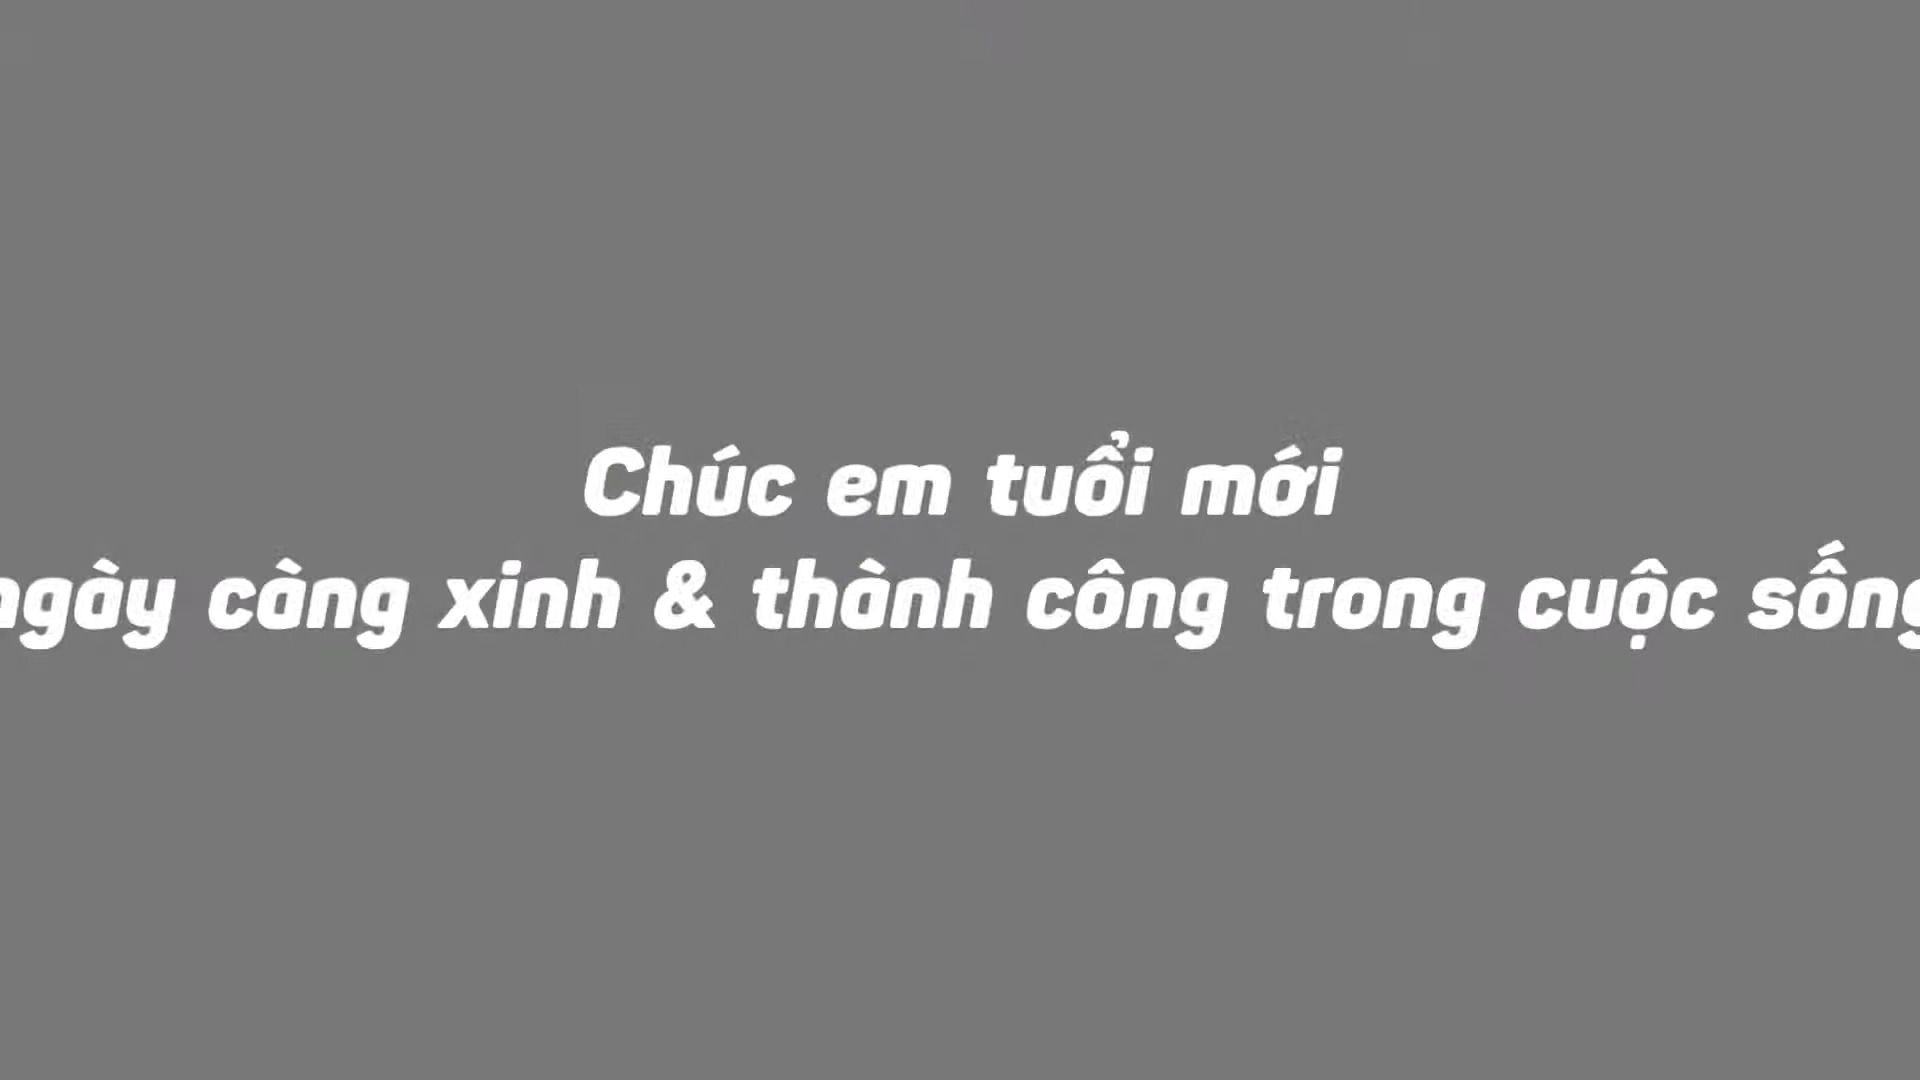 Chúc em tuổi mới
ngày càng xinh & thành công trong cuộc sống